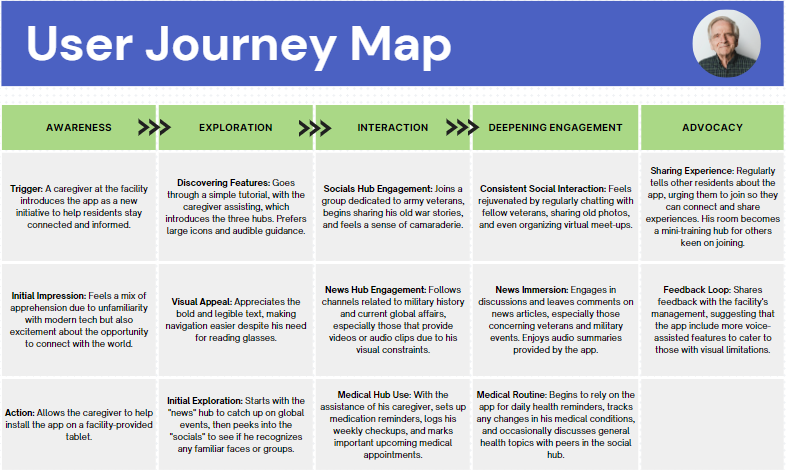 User Journey Map
AWARENESS
EXPLORATION
INTERACTION
DEEPENING ENGAGEMENT
ADVOCACY
Trigger: A caregiver at the facility
introduces the app as a new
initiative to help residents stay
connected and informed.
Discovering Features: Goes
through a simple tutorial, with the
caregiver assisting, which
introduces the three hubs. Prefers
large icons and audible guidance.
Socials Hub Engagement: Joins a
group dedicated to army veterans,
begins sharing his old war stories,
and feels a sense of camaraderie.
Consistent Social Interaction: Feels
rejuvenated by regularly chatting with
fellow veterans, sharing old photos,
and even organizing virtual meet-ups.
Sharing Experience: Regularly
tells other residents about the
app, urging them to join so they
can connect and share
experiences. His room becomes
a mini-training hub for others
keen on joining.
Initial Impression: Feels a mix of
apprehension due to unfamiliarity
with modern tech but also
excitement about the opportunity
to connect with the world.
Visual Appeal: Appreciates the
bold and legible text, making
navigation easier despite his need
for reading glasses.
News Hub Engagement: Follows
channels related to military history
and current global affairs,
especially those that provide
videos or audio clips due to his
visual constraints.
News Immersion: Engages in
discussions and leaves comments
on news articles, especially those
concerning veterans and military
events. Enjoys audio summaries
provided by the app.
Feedback Loop: Shares
feedback with the facility's
management, suggesting that
the app include more voice-
assisted features to cater to
those with visual limitations.
Action: Allows the caregiver to help
install the app on a facility-provided
tablet.
Initial Exploration: Starts with the
"news" hub to catch up on global
events, then peeks into the
"socials" to see if he recognizes
any familiar faces or groups.
Medical Hub Use: With the
assistance of his caregiver, sets up
medication reminders, logs his
weekly checkups, and marks
important upcoming medical
appointments.
Medical Routine: Begins to rely on the
app for daily health reminders, tracks
any changes in his medical conditions,
and occasionally discusses general
health topics with peers in the social
hub.